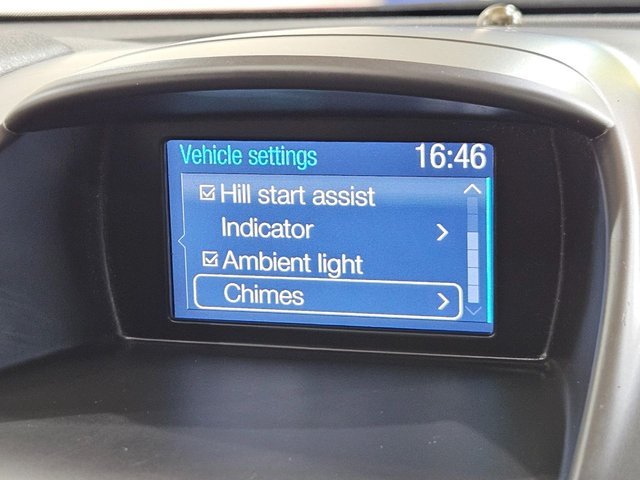 Vehicle settings 16:46
Hill start assist
Indicator
Ambient light
Chimes